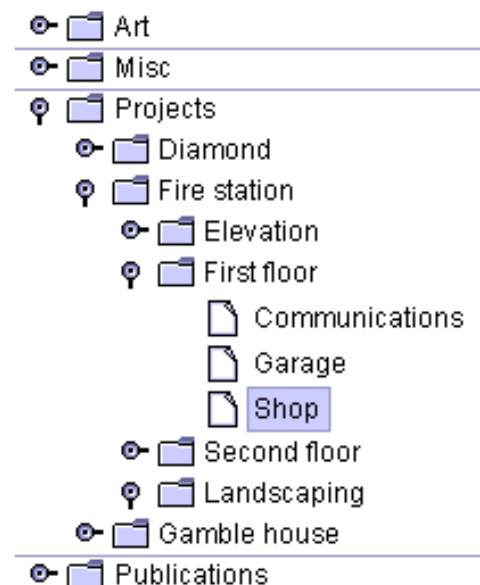 Art
Misc
Projects
Diamond
Fire station
Elevation
First floor
Communications
Garage
Shop
Second floor
Landscaping
Gamble house
Publications